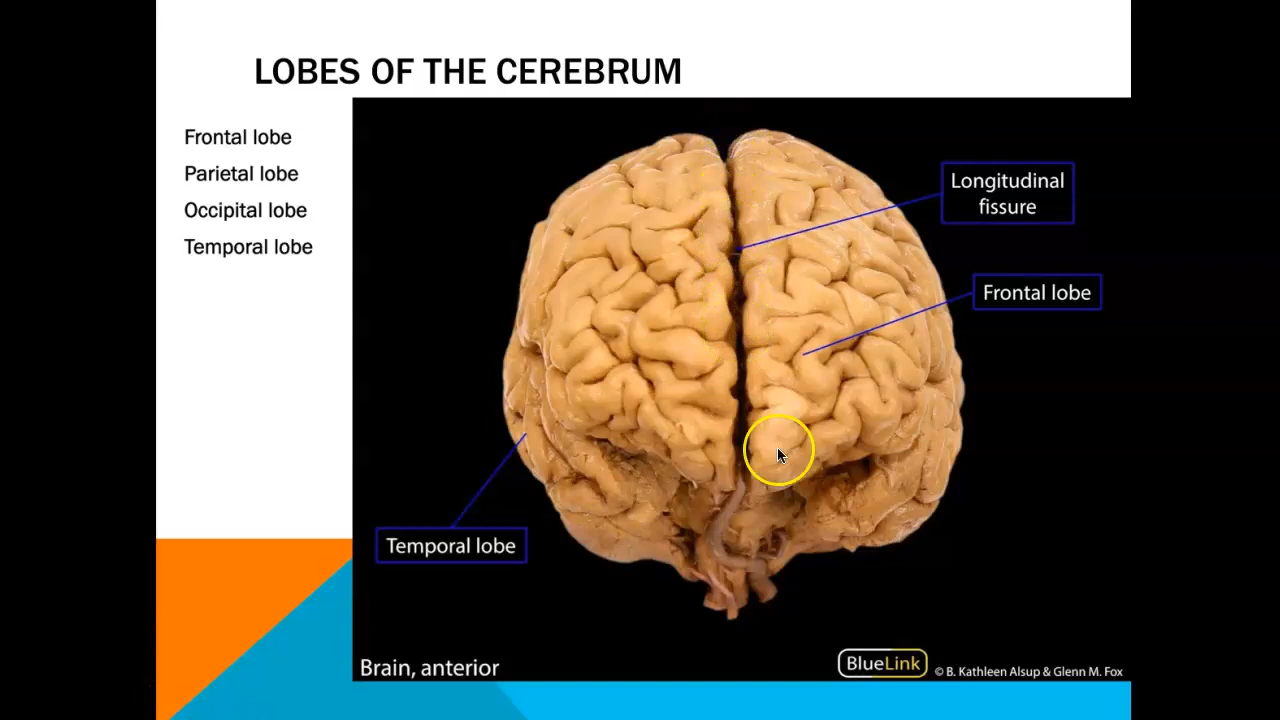 LOBES OF THE CEREBRUM
Frontal lobe
Parietal lobe
Occipital lobe
Temporal lobe
Longitudinal
fissure
Frontal lobe
Temporal lobe
Brain, anterior
BlueLink
© B. Kathleen Alsup & Glenn M. Fox